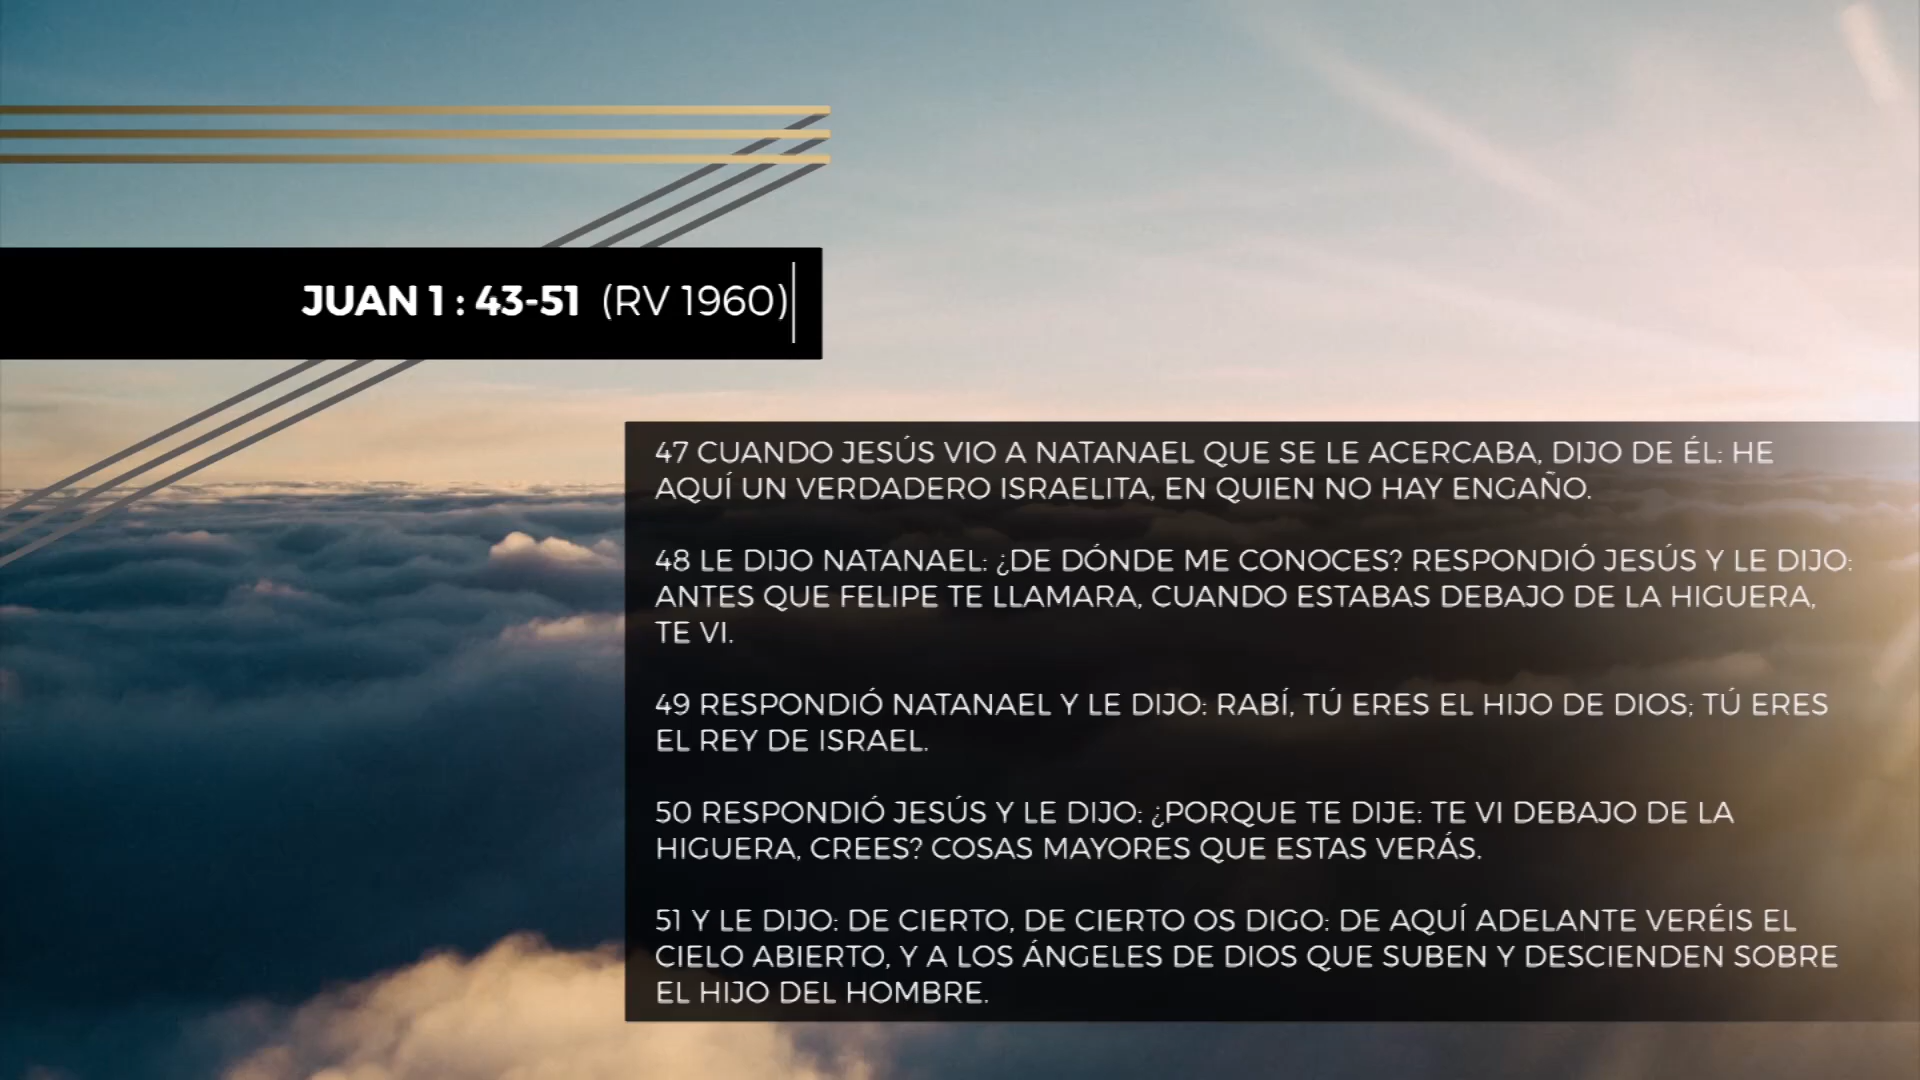 JUAN 1 : 43-51 (RV 1960)
47 CUANDO JESÚS VIO A NATANAEL QUE SE LE ACERCABA, DIJO DE ÉL: HE
AQUÍ UN VERDADERO ISRAELITA, EN QUIEN NO HAY ENGAÑO.
48 LE DIJO NATANAEL: ¿DE DÓNDE ME CONOCES? RESPONDIÓ JESÚS Y LE DIJO:
ANTES QUE FELIPE TE LLAMARA, CUANDO ESTABAS DEBAJO DE LA HIGUERA,
TE VI.
49 RESPONDIÓ NATANAEL Y LE DIJO: RABÍ, TÚ ERES EL HIJO DE DIOS; TÚ ERES
EL REY DE ISRAEL.
50 RESPONDIÓ JESÚS Y LE DIJO: ¿PORQUE TE DIJE: TE VI DEBAJO DE LA
HIGUERA, CREES? COSAS MAYORES QUE ESTAS VERÁS.
51 Y LE DIJO: DE CIERTO, DE CIERTO OS DIGO: DE AQUÍ ADELANTE VERÉIS EL
CIELO ABIERTO, Y A LOS ÁNGELES DE DIOS QUE SUBEN Y DESCIENDEN SOBRE
EL HIJO DEL HOMBRE.